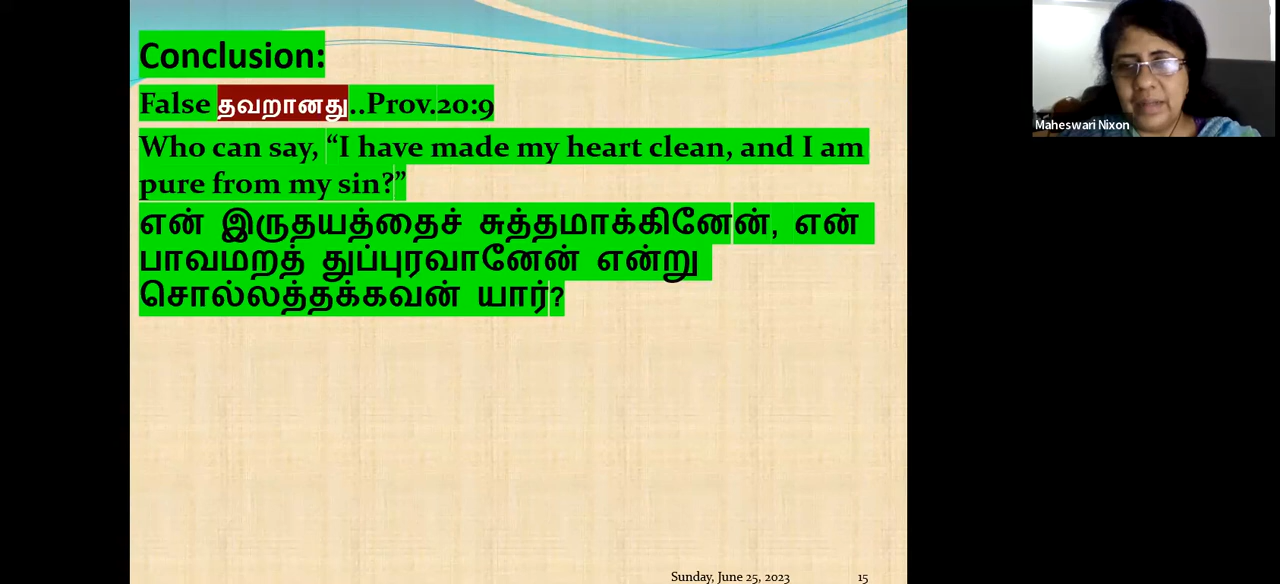 Conclusion:
False தவறானது..Prov.20:9
Who can say, “I have made my heart clean, and I am
pure from my sin?”
என் இருதயத்தைச் சுத்தமாக்கினேன், என்
பாவமறத் துப்புரவானேன் என்று
சொல்லத்தக்கவன் யார்?
Sunday, June 25, 2023 15
Maheswari Nixon